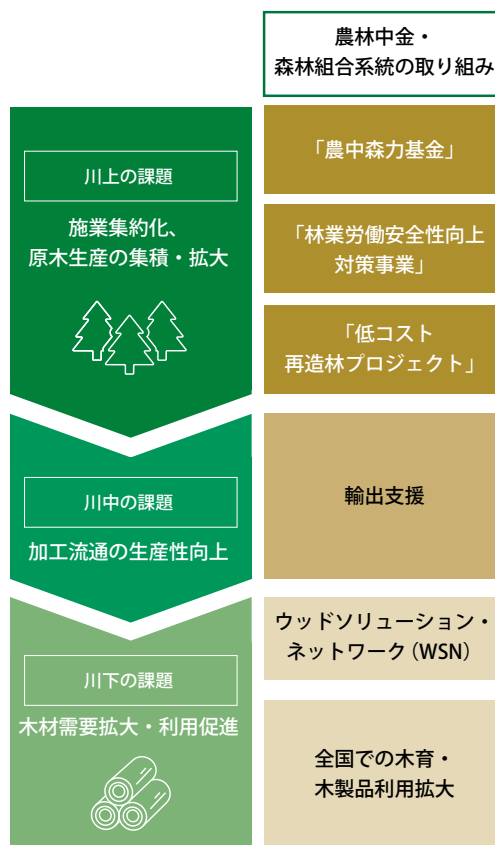 農林中金・
森林組合系統の取り組み
川上の課題
施業集約化、
原木生産の集積・拡大
「農中森力基金」
「林業労働安全性向上
対策事業」
「低コスト
再造林プロジェクト」
川中の課題
加工流通の生産性向上
輸出支援
川下の課題
木材需要拡大・利用促進
ウッドソリューション・
ネットワーク（WSN）
全国での木育・
木製品利用拡大